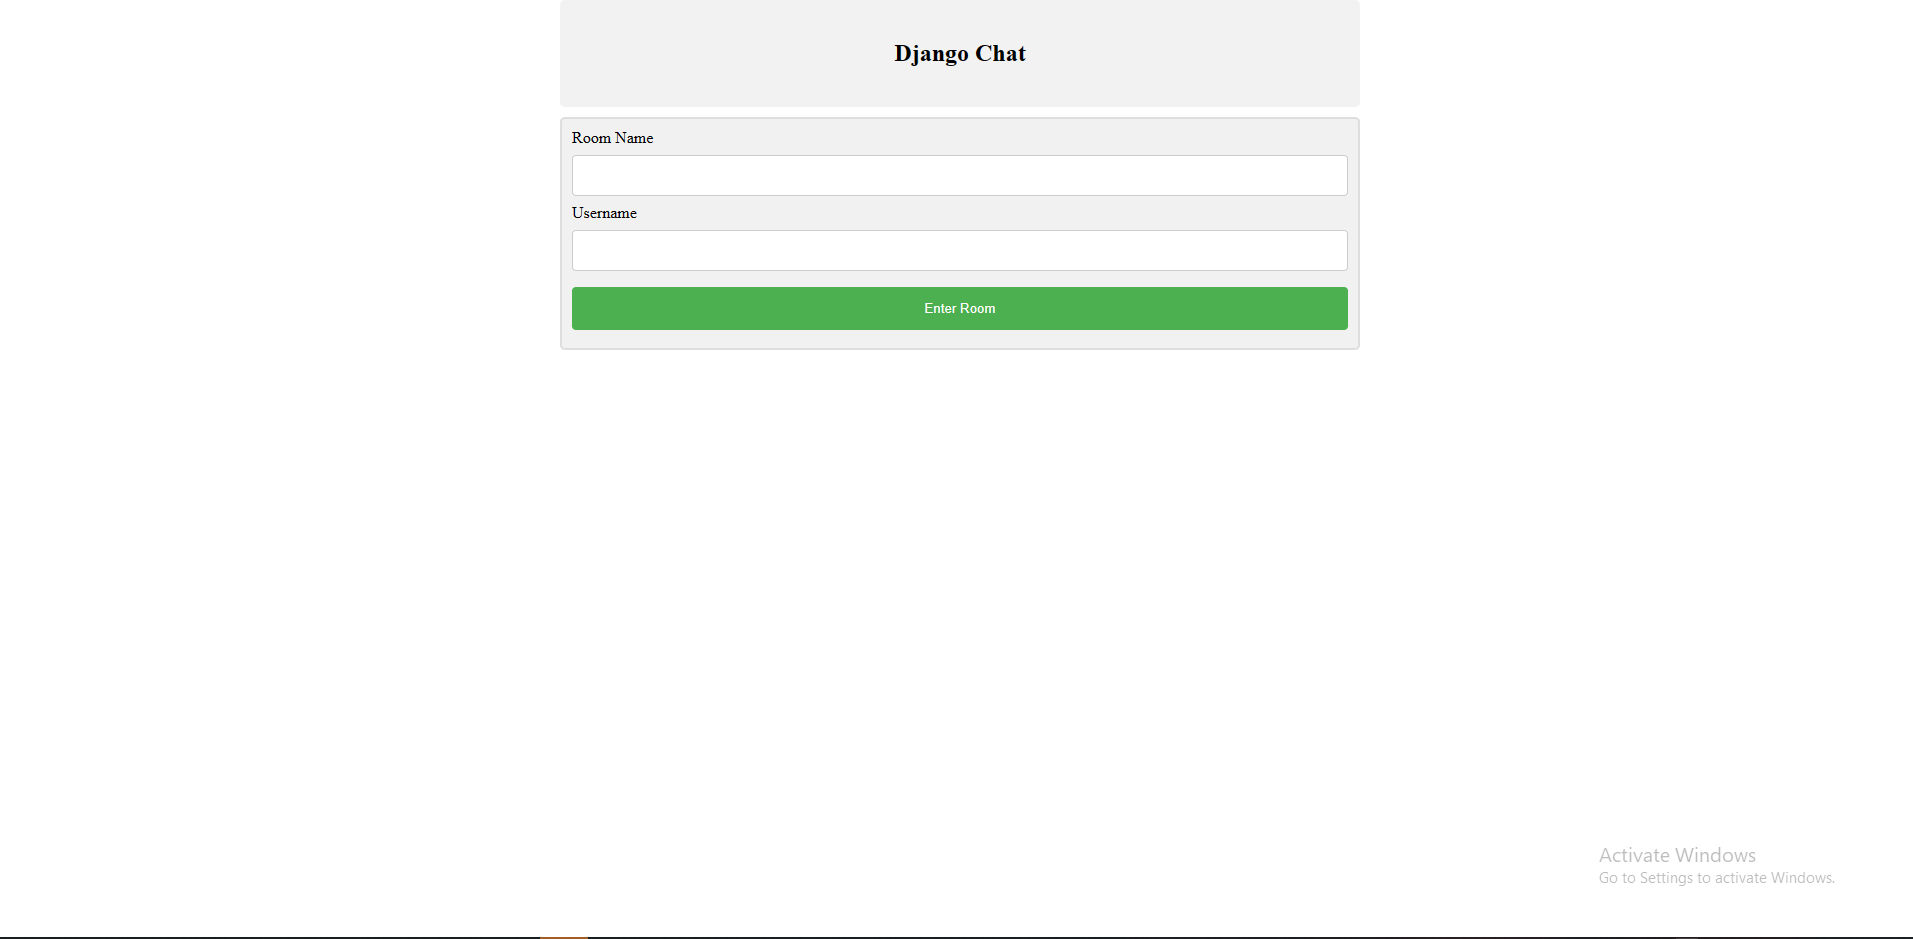 Django Chat
Room Name
Username
Enter Room
Activate Windows
Go to Settings to activate Windows.